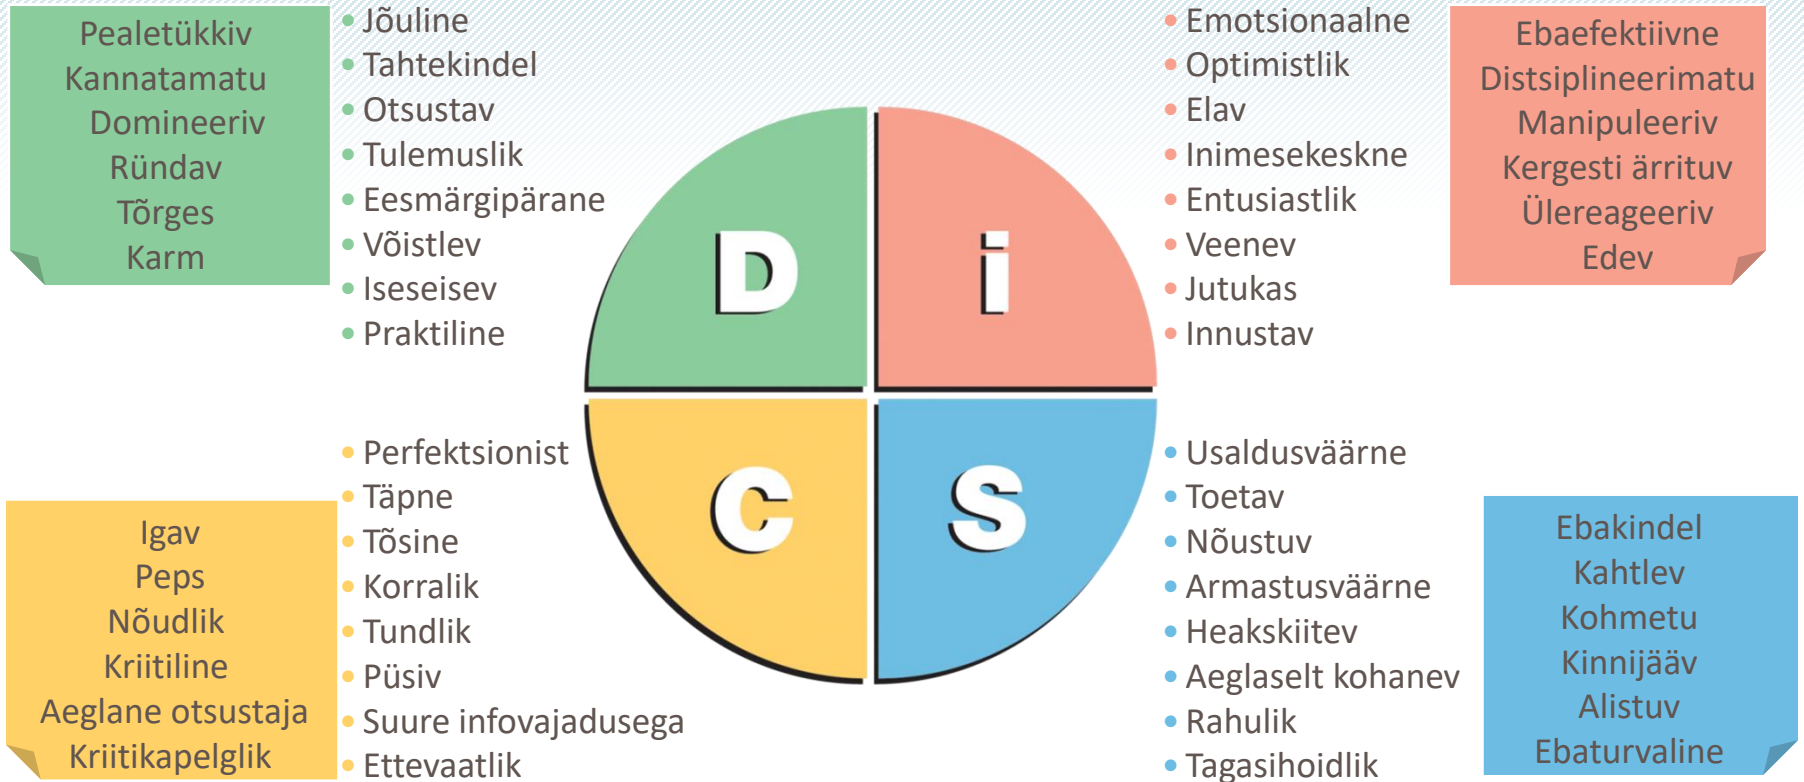 Pealetükkiv
Kannatamatu
Domineeriv
Ründav
Tõrges
Karm
Jõuline
Tahtekindel
Otsustav
Tulemuslik
Eesmärgipärane
Võistlev
Iseseisev
Praktiline
D
i
Emotsionaalne
Optimistlik
Elav
Inimesekeskne
Entusiastlik
Veenev
Jutukas
Innustav
Ebaefektiivne
Distsiplineerimatu
Manipuleeriv
Kergesti ärrituv
Ülereageeriv
Edev
Igav
Peps
Nõudlik
Kriitiline
Aeglane otsustaja
Kriitikapelglik
Perfektsionist
Täpne
Tõsine
Korralik
Tundlik
Püsiv
Suure infovajadusega
Ettevaatlik
C
S
Usaldusväärne
Toetav
Nõustuv
Armastusväärne
Heakskiitev
Aeglaselt kohanev
Rahulik
Tagasihoidlik
Ebakindel
Kahtlev
Kohmetu
Kinnijääv
Alistuv
Ebaturvaline